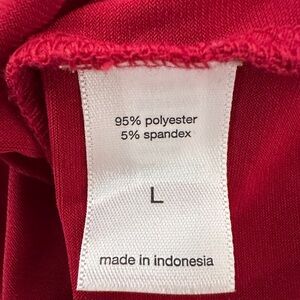 95% polyester
5% spandex
L
made in indonesia